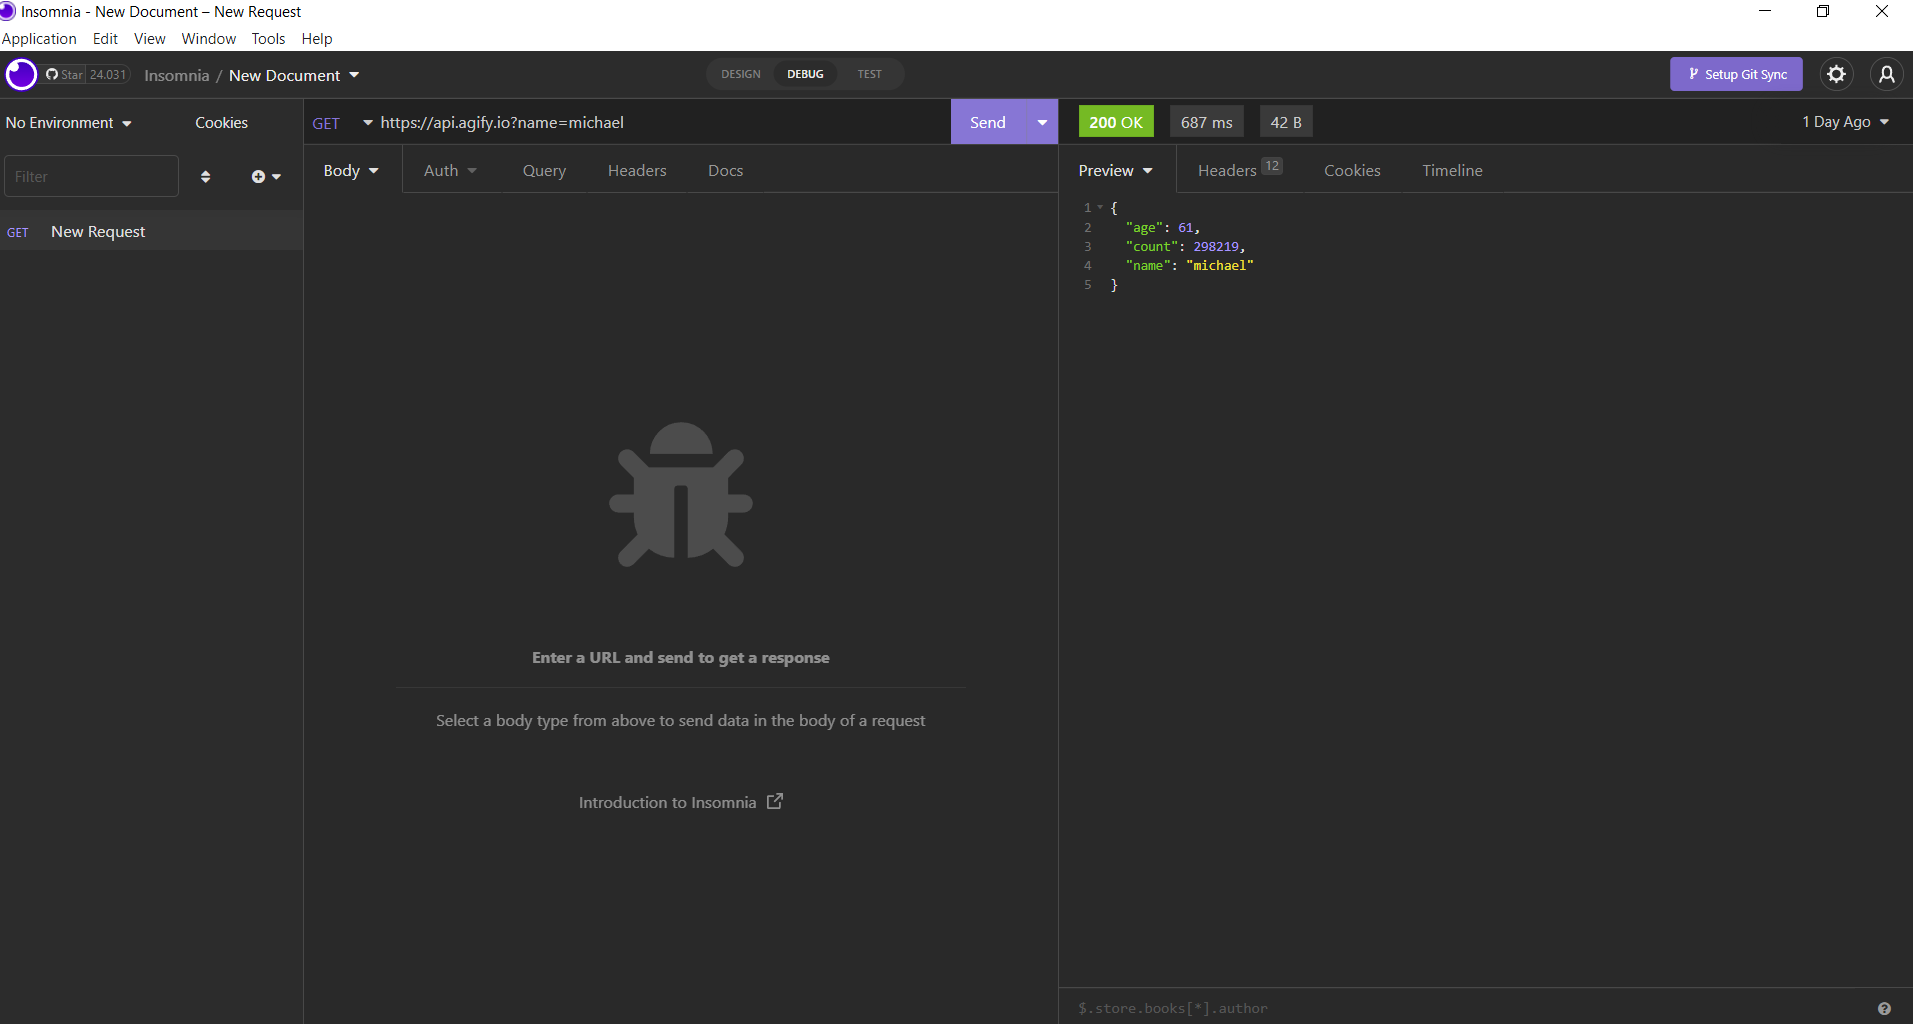 Insomnia - New Document – New Request
Application Edit View Window Tools Help
Star 24.031 Insomnia / New Document DESIGN DEBUG TEST Setup Git Sync
No Environment Cookies
Filter
GET New Request
GET https://api.agify.io?name=michael Send
Body Auth Query Headers Docs
Enter a URL and send to get a response
Select a body type from above to send data in the body of a request
Introduction to Insomnia
200 OK 687 ms 42 B 1 Day Ago
Preview Headers 12 Cookies Timeline
1 {
2 "age": 61,
3 "count": 298219,
4 "name": "michael"
5 }
$.store.books[*].author